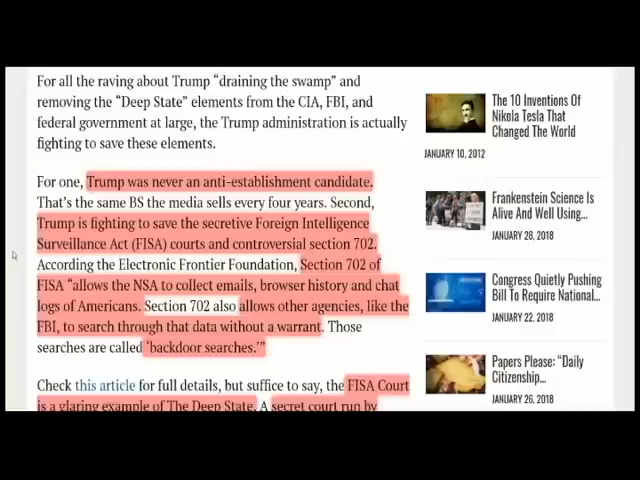 For all the raving about Trump “draining the swamp” and
removing the “Deep State” elements from the CIA, FBI, and
federal government at large, the Trump administration is actually
fighting to save these elements.
For one, Trump was never an anti-establishment candidate.
That’s the same BS the media sells every four years. Second,
Trump is fighting to save the secretive Foreign Intelligence
Surveillance Act (FISA) courts and controversial section 702.
According the Electronic Frontier Foundation, Section 702 of
FISA “allows the NSA to collect emails, browser history and chat
logs of Americans. Section 702 also allows other agencies, like the
FBI, to search through that data without a warrant. Those
searches are called ‘backdoor searches.’”
Check this article for full details, but suffice to say, the FISA Court
is a glaring example of The Deep State. A secret court run by
The 10 Inventions Of
Nikola Tesla That
Changed The World
JANUARY 10, 2012
Frankenstein Science Is
Alive And Well Using...
JANUARY 28, 2018
Congress Quietly Pushing
Bill To Require National...
JANUARY 22, 2018
Papers Please: “Daily
Citizenship...
JANUARY 26, 2018